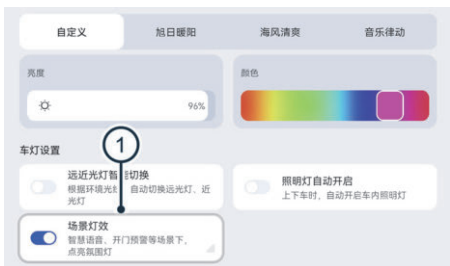 自定义 旭日暖阳 海风清爽 音乐律动
亮度 颜色
96%
车灯设置
远近光灯智 切换
根据环境光 自动切换远光灯、近
光灯
照明灯自动开启
上下车时，自动开启车内照明灯
1
场景灯效
智慧语音、开门预警等场景下，
点亮氛围灯